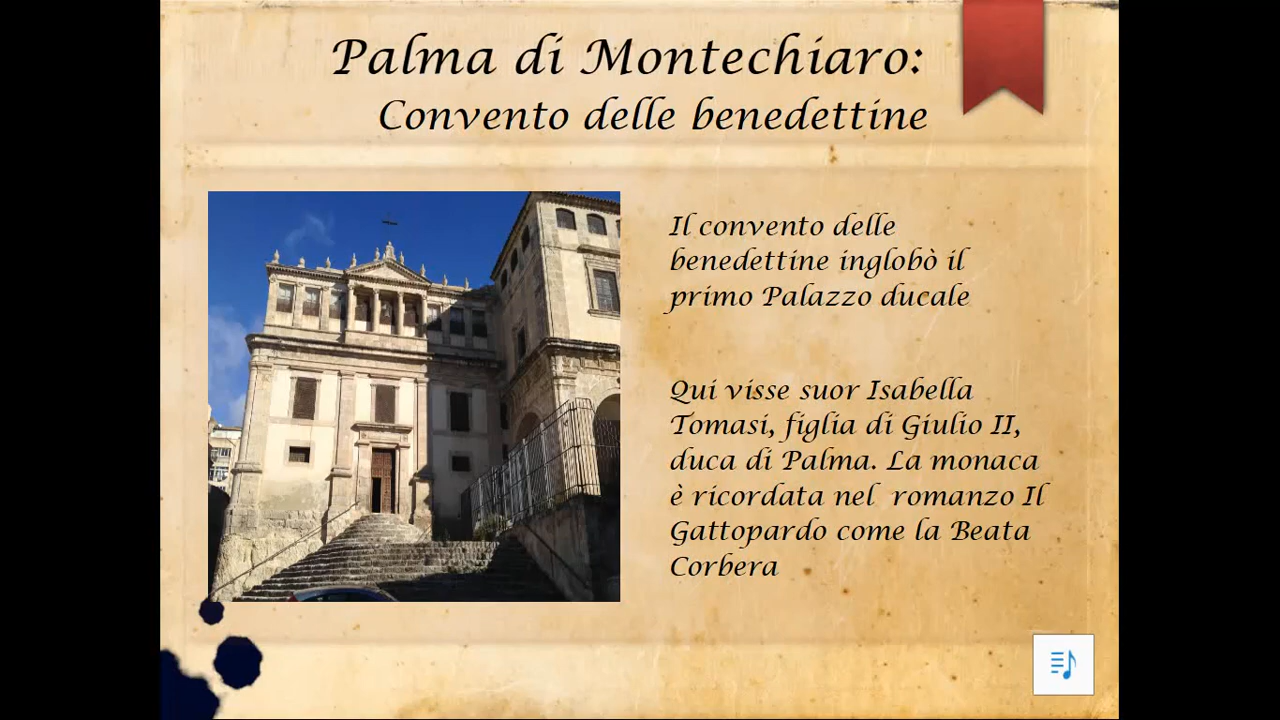 Palma di Montechiaro:
Convento delle benedettine
Il convento delle
benedettine inglobò il
primo Palazzo ducale
Qui visse suor Isabella
Tomasi, figlia di Giulio II,
duca di Palma. La monaca
è ricordata nel romanzo Il
Gattopardo come la Beata
Corbera